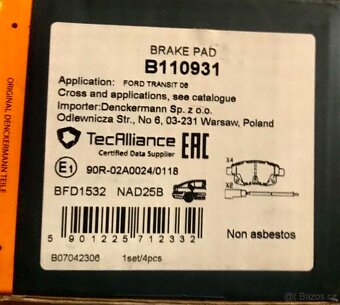 BRAKE PAD
B110931
Application: FORD TRANSIT 06
Cross and applications, see catalogue
Importer: Denckermann Sp. z o.o.
Odlewnicza Str., No 6, 03-231 Warsaw, Poland
TecAlliance
Certified Data Supplier
EAC
E1
90R-02A0024/0118
X4
X2
BFD1532 NAD25B
5 901225 712332
Non asbestos
B07042306
1set/4pcs
ORIGINAL DENCKERMANN TEILE
Bazos.cz